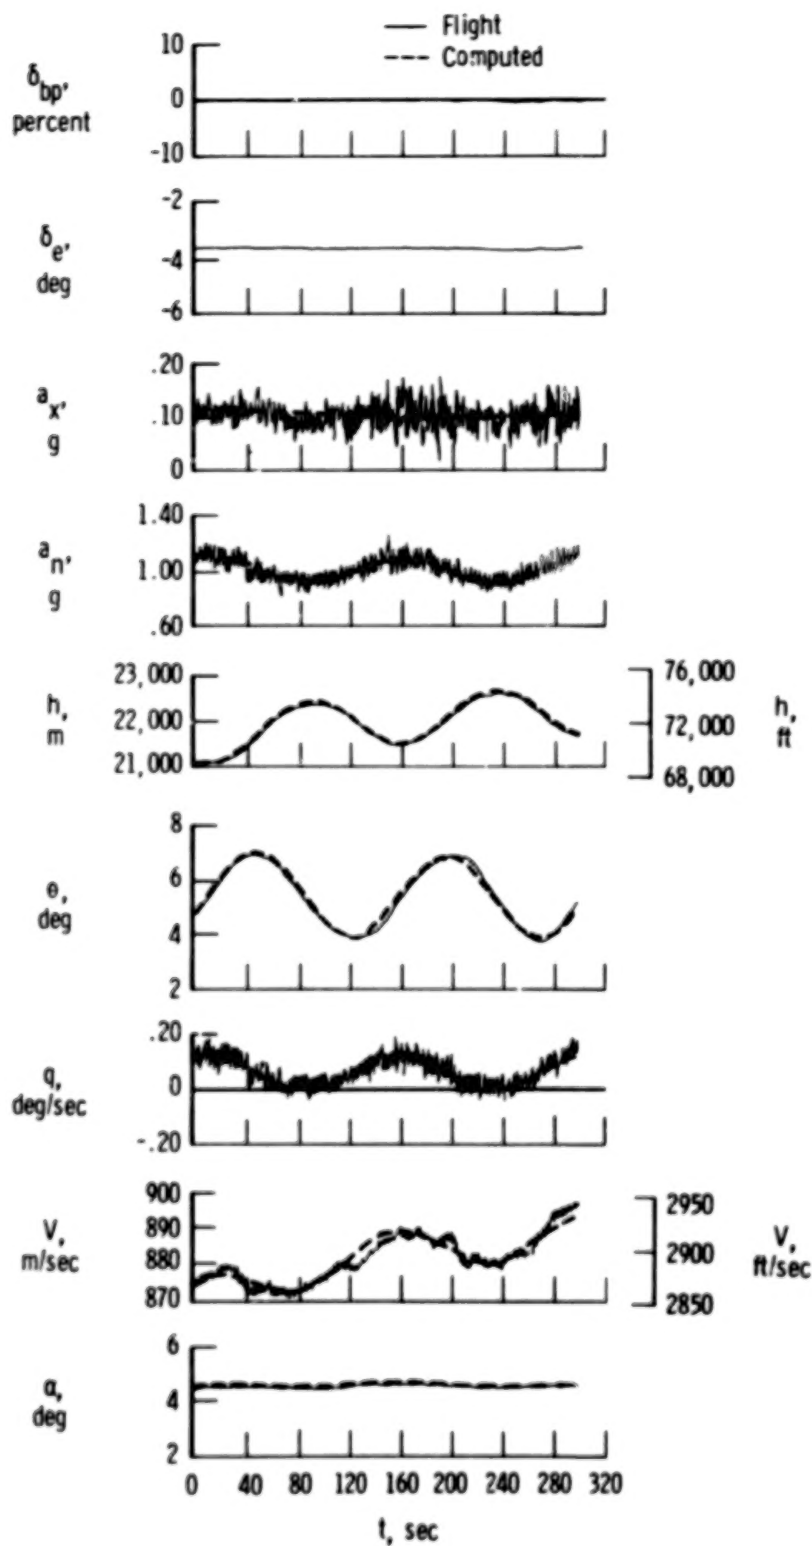 Flight
Computed
10
0
-10
δbp,
percent
-2
-4
-6
δe,
deg
.20
.10
0
ax,
g
1.40
1.00
.60
an,
g
23,000
22,000
21,000
h,
m
76,000
72,000
68,000
h,
ft
8
6
4
2
θ,
deg
.20
0
-.20
q,
deg/sec
900
890
880
870
V,
m/sec
2950
2900
2850
V,
ft/sec
6
4
2
α,
deg
0 40 80 120 160 200 240 280 320
t, sec